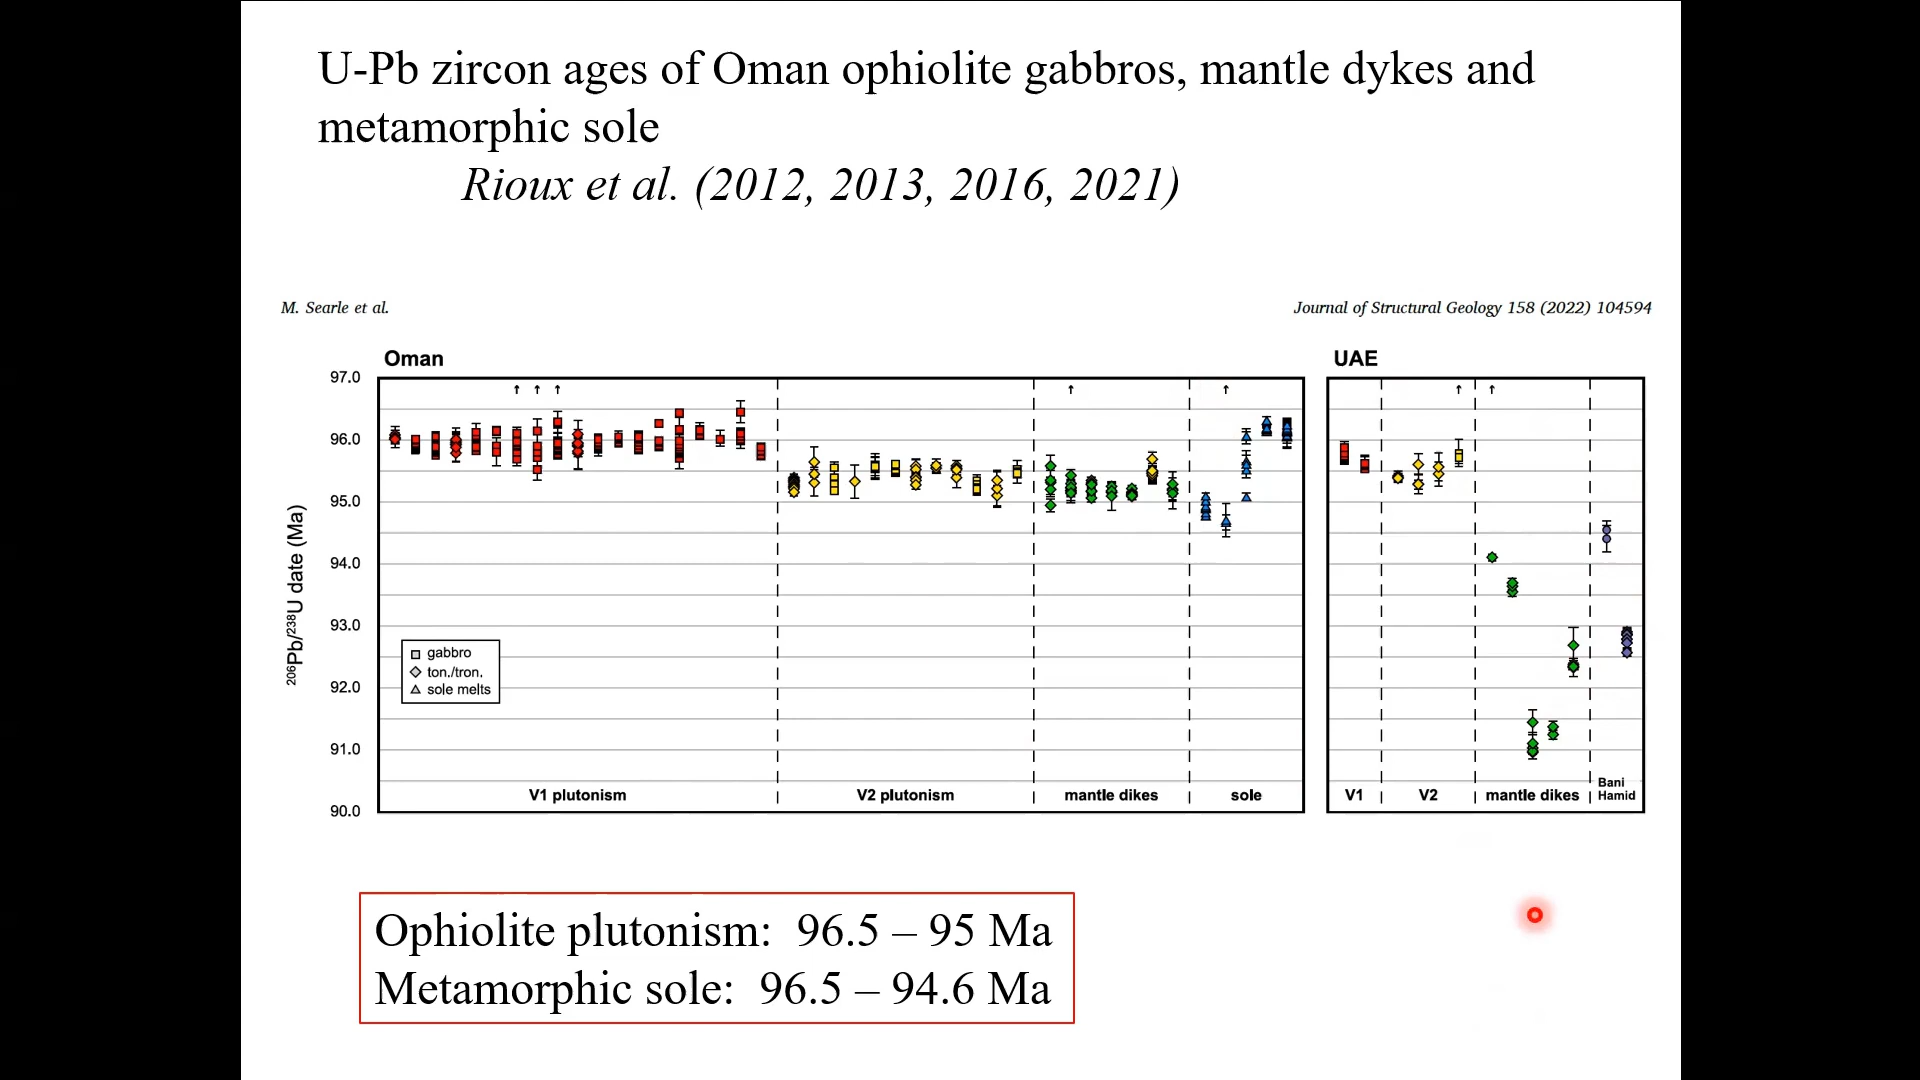 U-Pb zircon ages of Oman ophiolite gabbros, mantle dykes and
metamorphic sole
Rioux et al. (2012, 2013, 2016, 2021)
M. Searle et al.
Journal of Structural Geology 158 (2022) 104594
Oman
UAE
97.0
96.0
95.0
94.0
93.0
92.0
91.0
90.0
²⁰⁶Pb/²³⁸U date (Ma)
gabbro
ton./tron.
sole melts
V1 plutonism
V2 plutonism
mantle dikes
sole
V1
V2
mantle dikes
Bani
Hamid
Ophiolite plutonism: 96.5 – 95 Ma
Metamorphic sole: 96.5 – 94.6 Ma